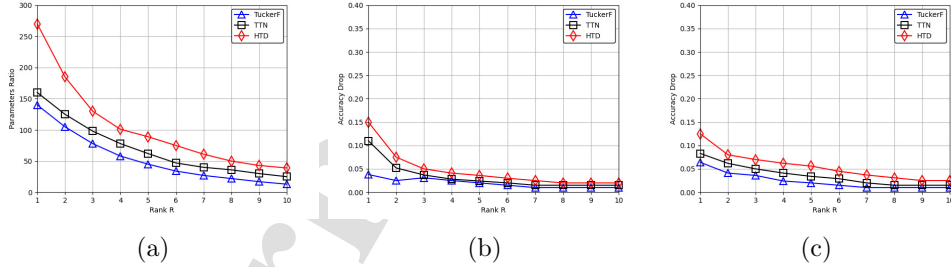 300
250
200
150
100
50
0
Parameters Ratio
1 2 3 4 5 6 7 8 9 10
Rank R
TuckerF
TTN
HTD
(a)
0.40
0.35
0.30
0.25
0.20
0.15
0.10
0.05
0.00
Accuracy Drop
1 2 3 4 5 6 7 8 9 10
Rank R
TuckerF
TTN
HTD
(b)
0.40
0.35
0.30
0.25
0.20
0.15
0.10
0.05
0.00
Accuracy Drop
1 2 3 4 5 6 7 8 9 10
Rank R
TuckerF
TTN
HTD
(c)